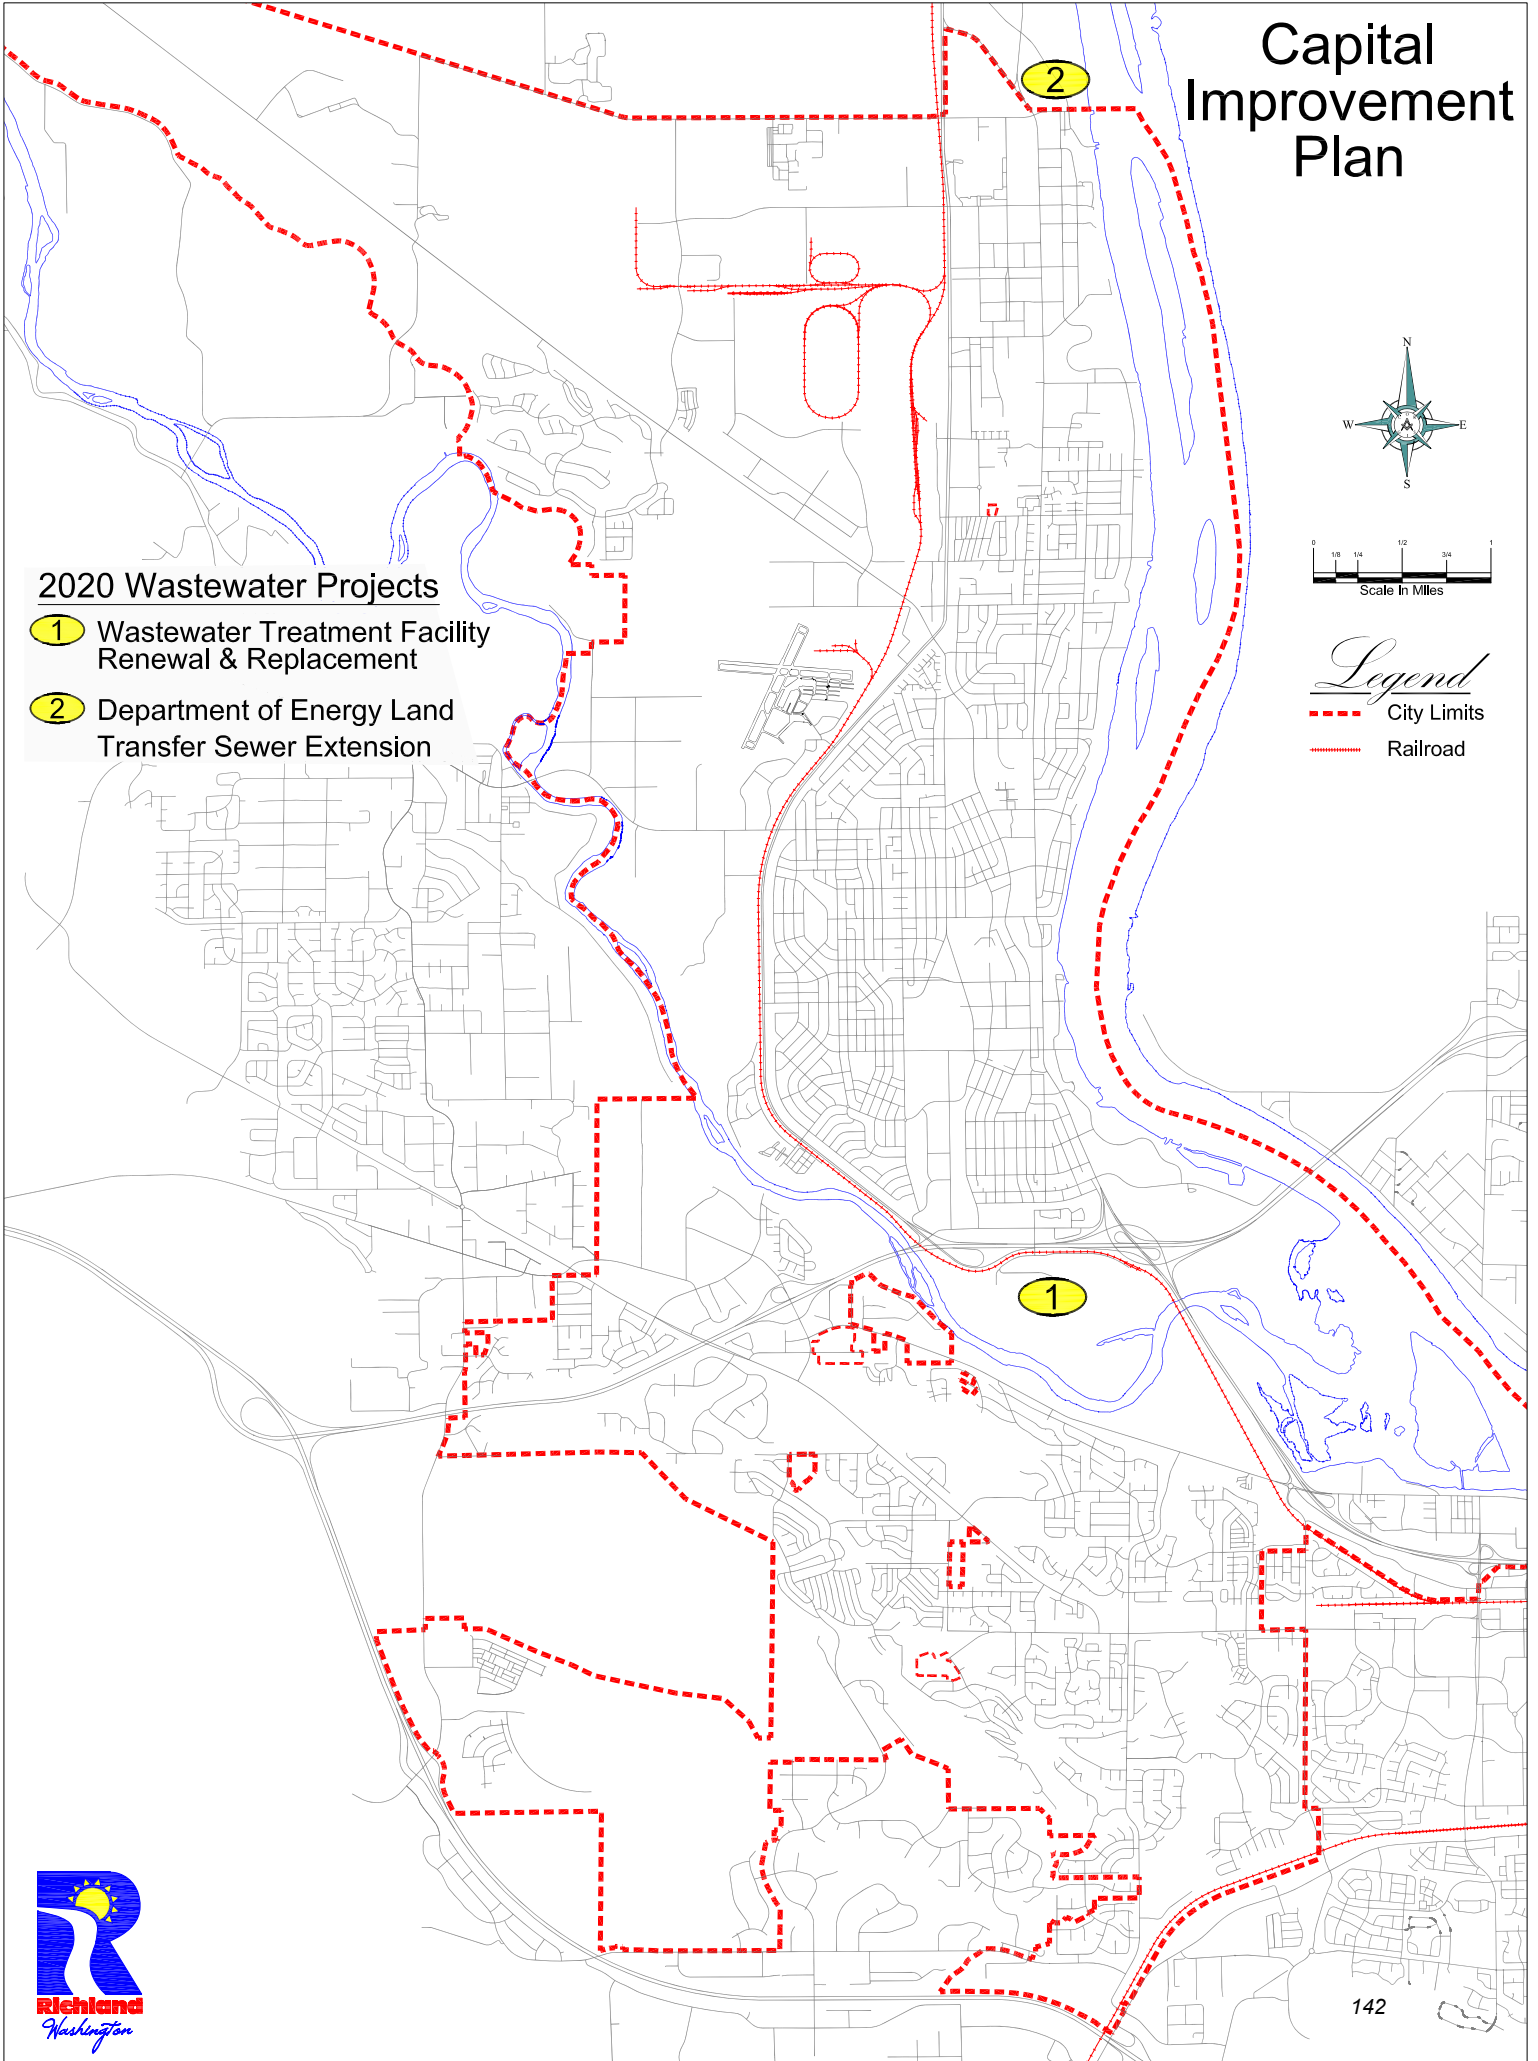 Capital
Improvement
Plan
2
N
W
E
S
0
1/8
1/4
1/2
3/4
1
Scale In Miles
2020 Wastewater Projects
1 Wastewater Treatment Facility
Renewal & Replacement
2 Department of Energy Land
Transfer Sewer Extension
Legend
City Limits
Railroad
1
Richland
Washington
142